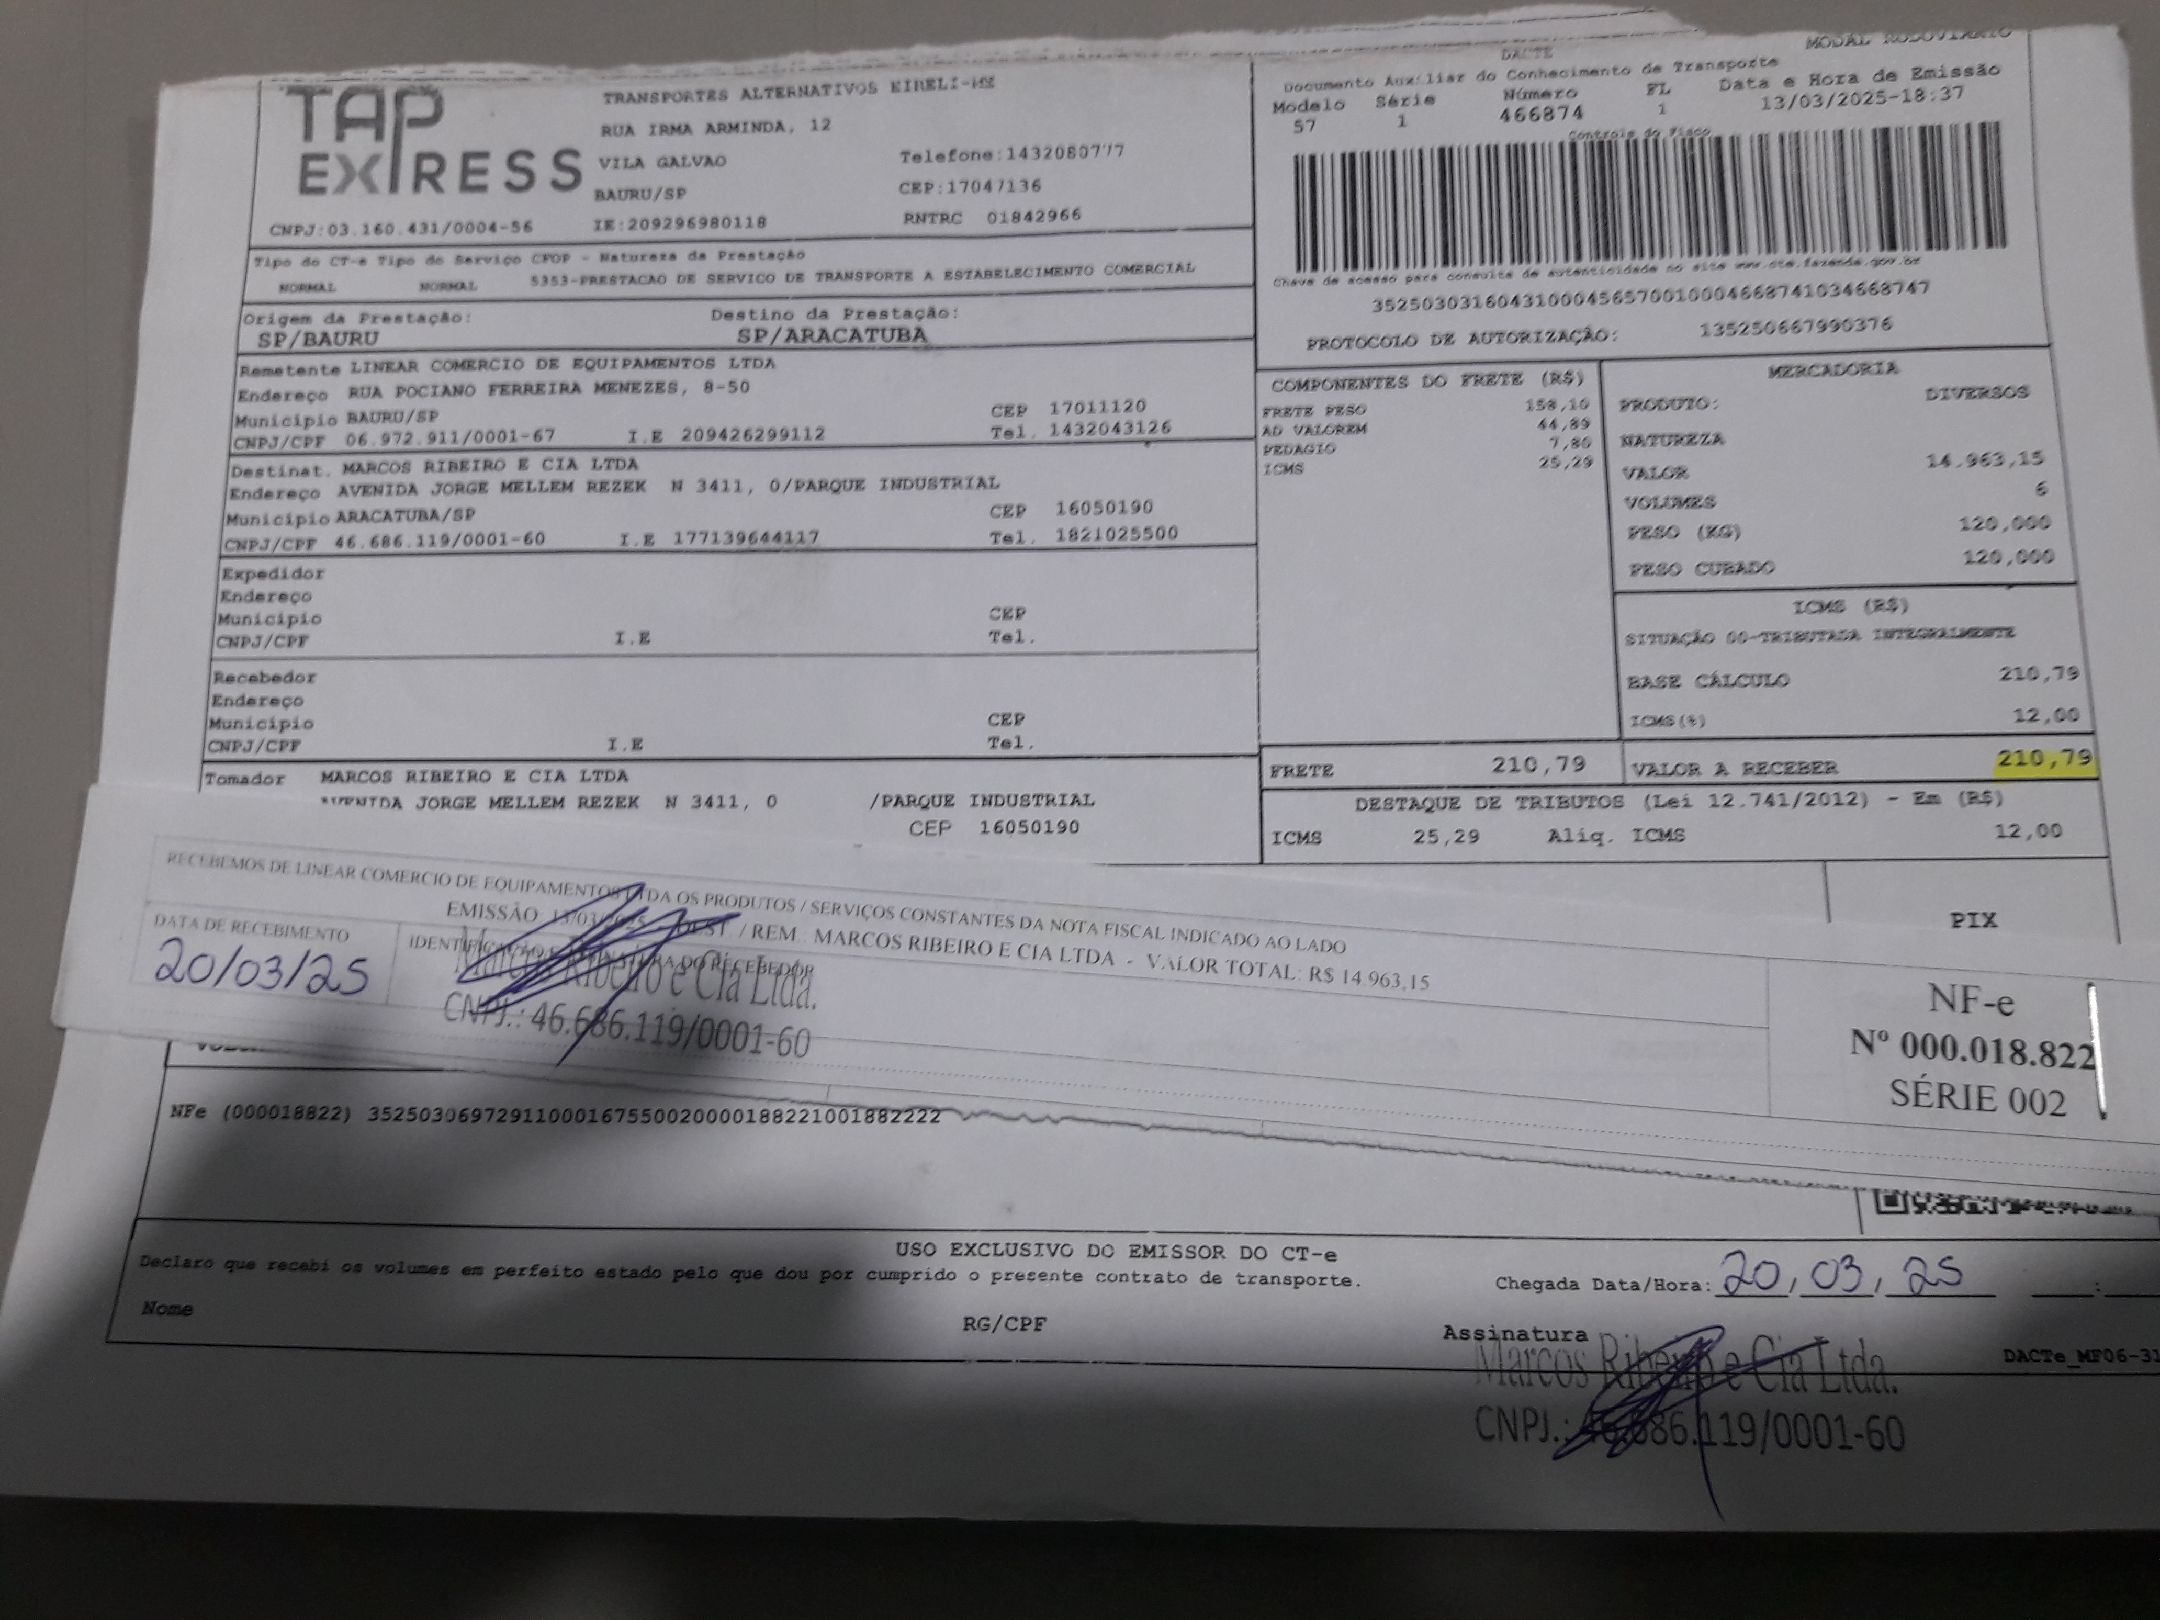 DACTE
MODAL RODOVIARIO
TAP EXPRESS
TRANSPORTES ALTERNATIVOS EIRELI-ME
RUA IRMA ARMINDA, 12
VILA GALVAO Telefone:1432080777
BAURU/SP CEP:17047136
CNPJ:03.160.431/0004-56 IE:209296980118 RNTRC 01842966
Documento Auxiliar do Conhecimento de Transporte
Modelo Série Número FL Data e Hora de Emissão
57 1 466874 1 13/03/2025-18:37
Controle do Fisco
Chave de acesso para consulta de autenticidade no site www.cte.fazenda.gov.br
35250303160431000456570010004668741034668747
PROTOCOLO DE AUTORIZAÇÃO: 135250667990376
Tipo do CT-e Tipo do Serviço CFOP - Natureza da Prestação
NORMAL NORMAL 5353-PRESTACAO DE SERVICO DE TRANSPORTE A ESTABELECIMENTO COMERCIAL
Origem da Prestação: Destino da Prestação:
SP/BAURU SP/ARACATUBA
Remetente LINEAR COMERCIO DE EQUIPAMENTOS LTDA
Endereço RUA POCIANO FERREIRA MENEZES, 8-50
Município BAURU/SP CEP 17011120
CNPJ/CPF 06.972.911/0001-67 I.E 209426299112 Tel. 1432043126
Destinat. MARCOS RIBEIRO E CIA LTDA
Endereço AVENIDA JORGE MELLEM REZEK N 3411, 0/PARQUE INDUSTRIAL
Município ARACATUBA/SP CEP 16050190
CNPJ/CPF 46.686.119/0001-60 I.E 177139644117 Tel. 1821025500
Expedidor
Endereço
Município CEP
CNPJ/CPF I.E Tel.
Recebedor
Endereço
Município CEP
CNPJ/CPF I.E Tel.
Tomador MARCOS RIBEIRO E CIA LTDA
AVENIDA JORGE MELLEM REZEK N 3411, 0 /PARQUE INDUSTRIAL
CEP 16050190
COMPONENTES DO FRETE (R$)
FRETE PESO 158,10
AD VALOREM 44,89
PEDAGIO 7,80
ICMS 25,29
MERCADORIA
PRODUTO: DIVERSOS
NATUREZA
VALOR 14.963,15
VOLUMES 6
PESO (KG) 120,000
PESO CUBADO 120,000
ICMS (R$)
SITUAÇÃO 00-TRIBUTADA INTEGRALMENTE
BASE CÁLCULO 210,79
ICMS(%) 12,00
FRETE 210,79 VALOR A RECEBER 210,79
DESTAQUE DE TRIBUTOS (Lei 12.741/2012) - Em (R$)
ICMS 25,29 Aliq. ICMS 12,00
PIX
RECEBEMOS DE LINEAR COMERCIO DE EQUIPAMENTOS LTDA OS PRODUTOS / SERVIÇOS CONSTANTES DA NOTA FISCAL INDICADO AO LADO
EMISSÃO 13/03/2025 DEST. / REM.: MARCOS RIBEIRO E CIA LTDA - VALOR TOTAL: R$ 14.963,15
DATA DE RECEBIMENTO
20/03/25
IDENTIFICAÇÃO E ASSINATURA DO RECEBEDOR
Marcos Ribeiro e Cia Ltda.
CNPJ.: 46.686.119/0001-60
NF-e
Nº 000.018.822
SÉRIE 002
NFe (000018822) 35250306972911000167550020000188221001882222
USO EXCLUSIVO DO EMISSOR DO CT-e
Declaro que recebi os volumes em perfeito estado pelo que dou por cumprido o presente contrato de transporte.
Chegada Data/Hora: 20/03/25
Nome RG/CPF
Assinatura
Marcos Ribeiro e Cia Ltda.
CNPJ.: 46.686.119/0001-60
DACTe_MF06-31